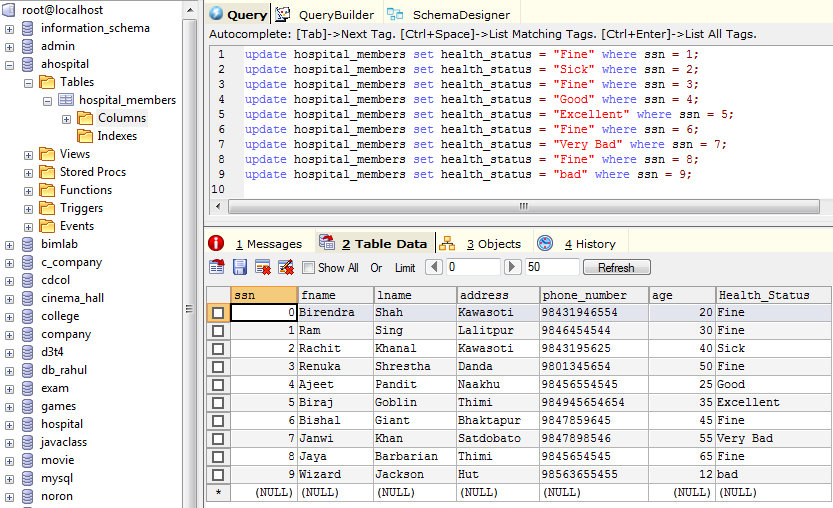 root@localhost
information_schema
admin
ahospital
Tables
hospital_members
Columns
Indexes
Views
Stored Procs
Functions
Triggers
Events
bimlab
c_company
cdcol
cinema_hall
college
company
d3t4
db_rahul
exam
games
hospital
javaclass
movie
mysql
noron
Query QueryBuilder SchemaDesigner
Autocomplete: [Tab]->Next Tag. [Ctrl+Space]->List Matching Tags. [Ctrl+Enter]->List All Tags.
1 update hospital_members set health_status = "Fine" where ssn = 1;
2 update hospital_members set health_status = "Sick" where ssn = 2;
3 update hospital_members set health_status = "Fine" where ssn = 3;
4 update hospital_members set health_status = "Good" where ssn = 4;
5 update hospital_members set health_status = "Excellent" where ssn = 5;
6 update hospital_members set health_status = "Fine" where ssn = 6;
7 update hospital_members set health_status = "Very Bad" where ssn = 7;
8 update hospital_members set health_status = "Fine" where ssn = 8;
9 update hospital_members set health_status = "bad" where ssn = 9;
10
1 Messages 2 Table Data 3 Objects 4 History
Show All Or Limit 0 50 Refresh
ssn fname lname address phone_number age Health_Status
0 Birendra Shah Kawasoti 98431946554 20 Fine
1 Ram Sing Lalitpur 9846454544 30 Fine
2 Rachit Khanal Kawasoti 9843195625 40 Sick
3 Renuka Shrestha Danda 9801345654 50 Fine
4 Ajeet Pandit Naakhu 98456554545 25 Good
5 Biraj Goblin Thimi 984945654654 35 Excellent
6 Bishal Giant Bhaktapur 9847859645 45 Fine
7 Janwi Khan Satdobato 9847898546 55 Very Bad
8 Jaya Barbarian Thimi 9845654545 65 Fine
9 Wizard Jackson Hut 98563655455 12 bad
* (NULL) (NULL) (NULL) (NULL) (NULL) (NULL) (NULL)